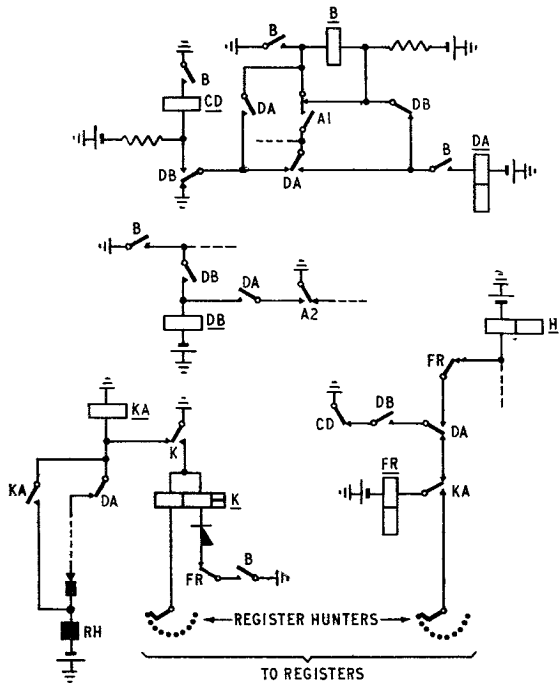 B
B
B
CD
DA
A1
DB
B
DA
DB
DA
B
DB
DA
DB
A2
H
FR
KA
K
CD
DB
DA
FR
KA
DA
KA
K
FR
B
RH
REGISTER HUNTERS
TO REGISTERS